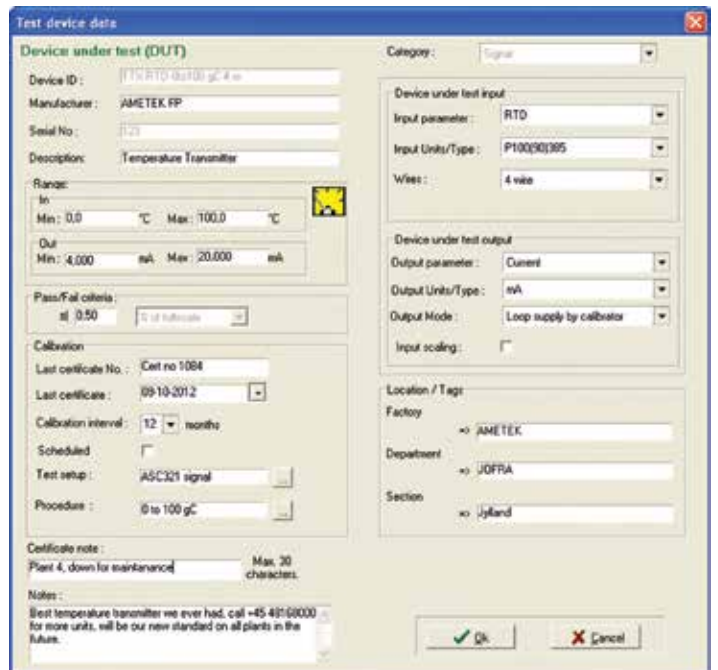 Test device data
Device under test (DUT)
Device ID :
Manufacturer : AMETEK FP
Serial No : 123
Description: Temperature Transmitter
Range:
In
Min : 0,0 °C Max : 100,0 °C
Out
Min : 4,000 mA Max : 20,000 mA
Pass/Fail criteria :
0,50 % of fullscale
Calibration
Last certificate No. : Cert no 1084
Last certificate : 09-10-2012
Calibration interval : 12 months
Scheduled
Test setup : ASC321 signal ...
Procedure : 0 to 100 gC ...
Certificate note :
Plant 4, down for maintanance
Max. 30
characters.
Notes :
Best temperature transmitter we ever had, call +45 48168000
for more units, will be our new standard on all plants in the
future.
Category : Signal
Device under test input
Input parameter : RTD
Input Units/Type : P100(90)385
Wires : 4 wire
Device under test output
Output parameter : Current
Output Units/Type : mA
Output Mode : Loop supply by calibrator
Input scaling :
Location / Tags
Factory
=> AMETEK
Department
=> JOFRA
Section
=> Jylland
Ok
Cancel